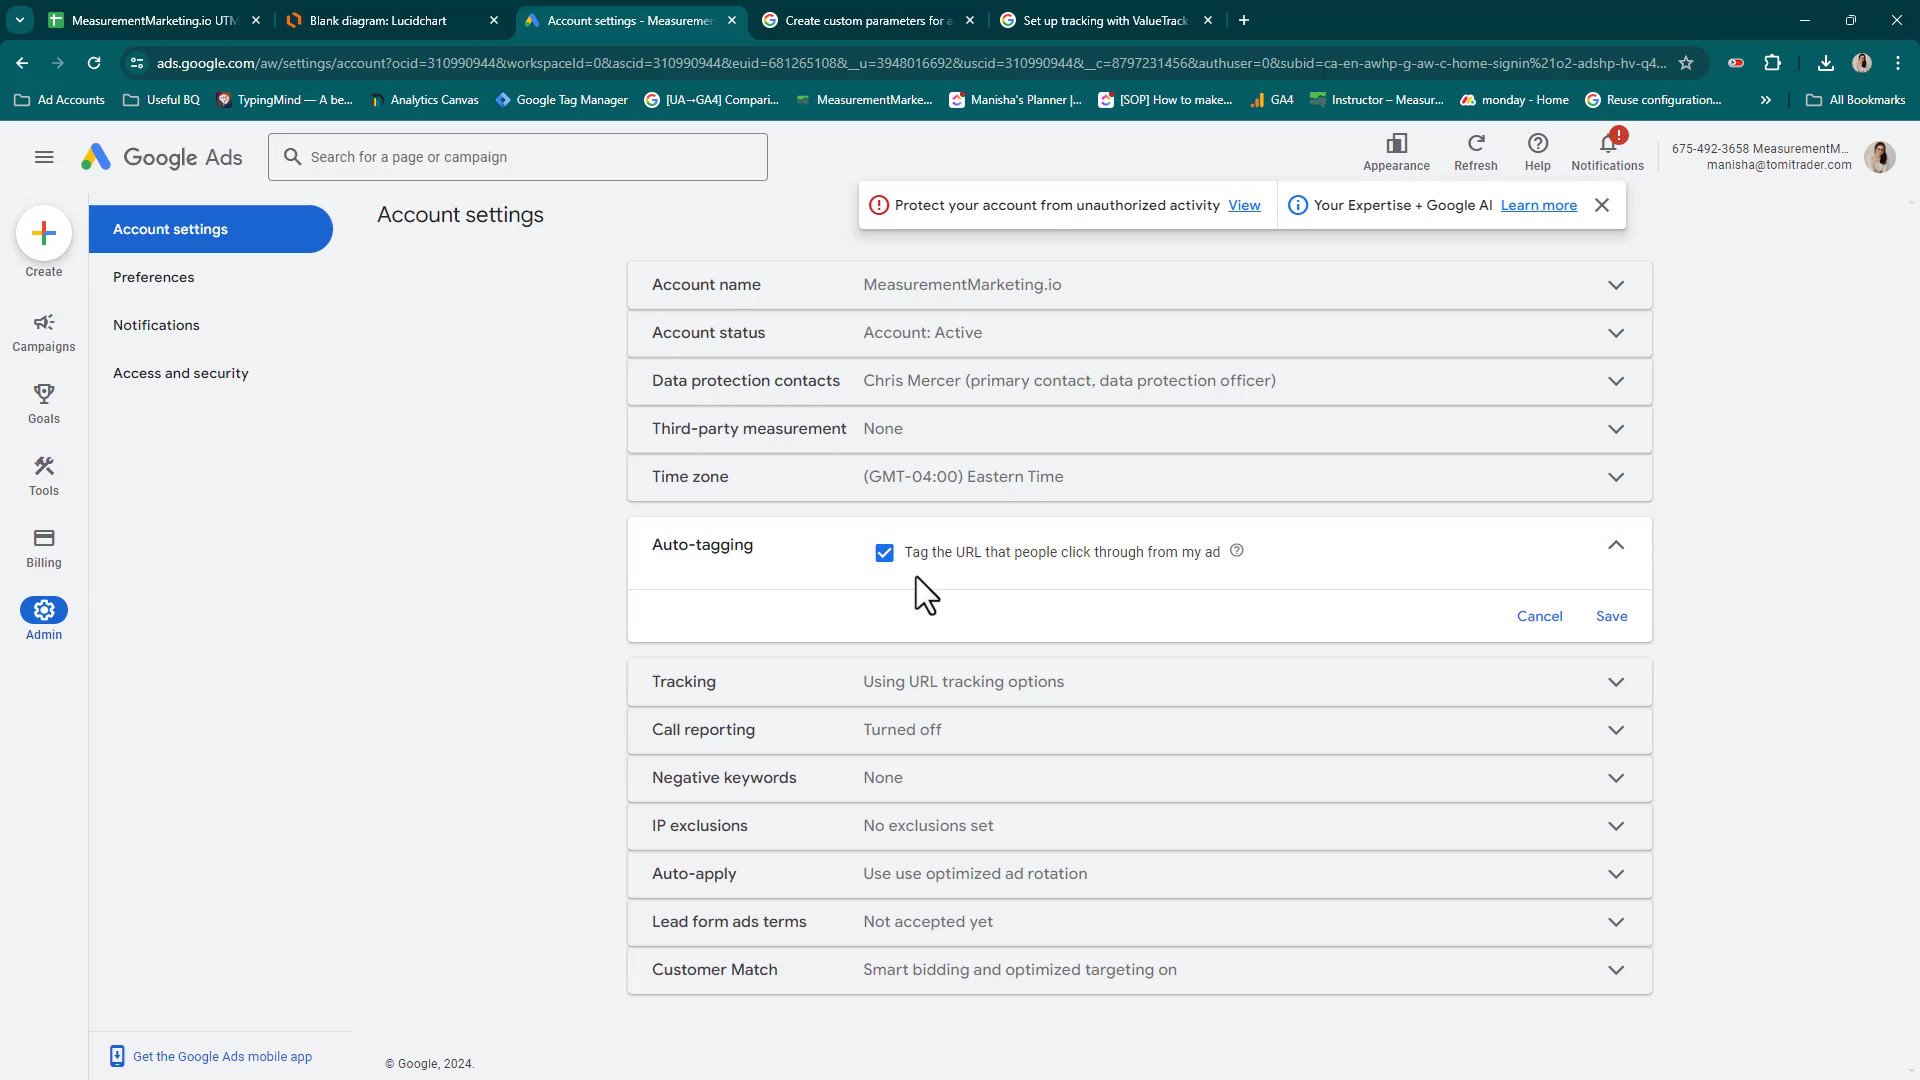 MeasurementMarketing.io UTM
Blank diagram: Lucidchart
Account settings - Measuremen
Create custom parameters for a
Set up tracking with ValueTrack
ads.google.com/aw/settings/account?ocid=310990944&workspaceId=0&ascid=310990944&euid=681265108&__u=3948016692&uscid=310990944&__c=8797231456&authuser=0&subid=ca-en-awhp-g-aw-c-home-signin%21o2-adshp-hv-q4...
Ad Accounts
Useful BQ
TypingMind — A be...
Analytics Canvas
Google Tag Manager
[UA→GA4] Compari...
MeasurementMarke...
Manisha's Planner |...
[SOP] How to make...
GA4
Instructor – Measur...
monday - Home
Reuse configuration...
All Bookmarks
Google Ads
Search for a page or campaign
Appearance
Refresh
Help
Notifications
675-492-3658 MeasurementM...
manisha@tomitrader.com
Protect your account from unauthorized activity View
Your Expertise + Google AI Learn more
Create
Campaigns
Goals
Tools
Billing
Admin
Account settings
Preferences
Notifications
Access and security
Get the Google Ads mobile app
Account settings
Account name MeasurementMarketing.io
Account status Account: Active
Data protection contacts Chris Mercer (primary contact, data protection officer)
Third-party measurement None
Time zone (GMT-04:00) Eastern Time
Auto-tagging Tag the URL that people click through from my ad
Cancel Save
Tracking Using URL tracking options
Call reporting Turned off
Negative keywords None
IP exclusions No exclusions set
Auto-apply Use use optimized ad rotation
Lead form ads terms Not accepted yet
Customer Match Smart bidding and optimized targeting on
© Google, 2024.